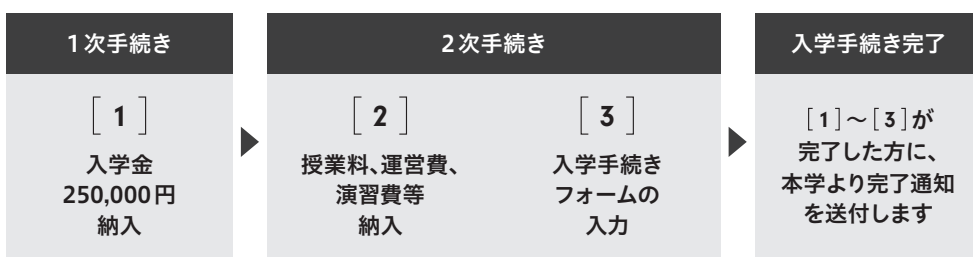 1次手続き
[1]
入学金
250,000円
納入
2次手続き
[2]
授業料、運営費、
演習費等
納入
[3]
入学手続き
フォームの
入力
入学手続き完了
[1]～[3]が
完了した方に、
本学より完了通知
を送付します